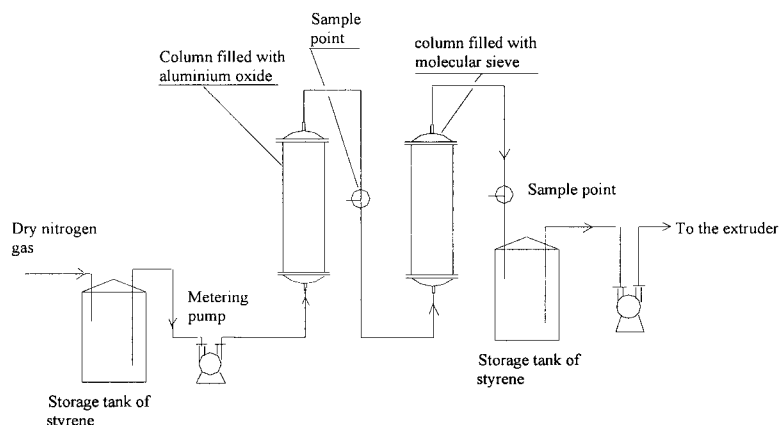 Sample
point
Column filled with
aluminium oxide
column filled with
molecular sieve
Sample point
Dry nitrogen
gas
To the extruder
Metering
pump
Storage tank of
styrene
Storage tank of
styrene